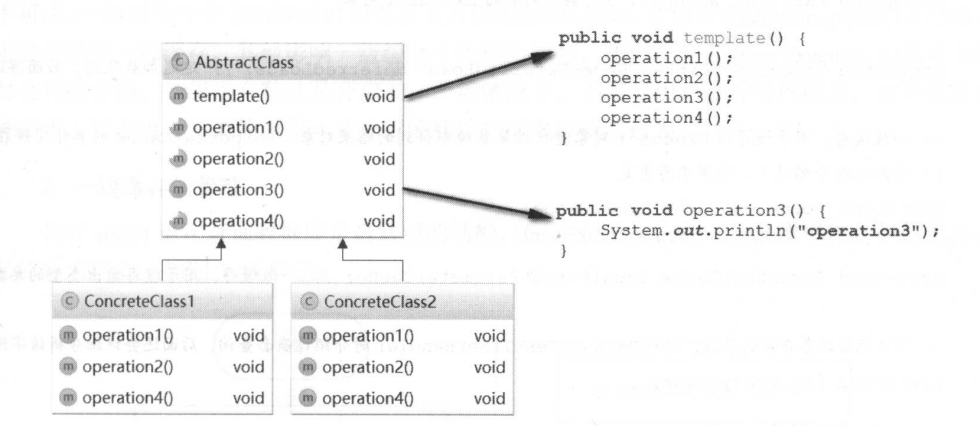 AbstractClass
template() void
operation1() void
operation2() void
operation3() void
operation4() void
public void template() {
operation1();
operation2();
operation3();
operation4();
}
public void operation3() {
System.out.println("operation3");
}
ConcreteClass1
operation1() void
operation2() void
operation4() void
ConcreteClass2
operation1() void
operation2() void
operation4() void